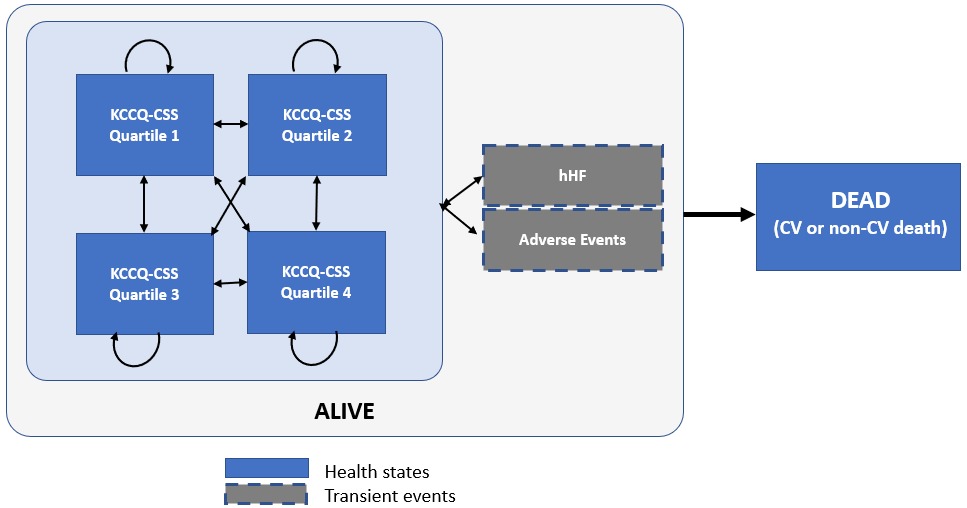 KCCQ-CSS
Quartile 1
KCCQ-CSS
Quartile 2
KCCQ-CSS
Quartile 3
KCCQ-CSS
Quartile 4
hHF
Adverse Events
DEAD
(CV or non-CV death)
ALIVE
Health states
Transient events